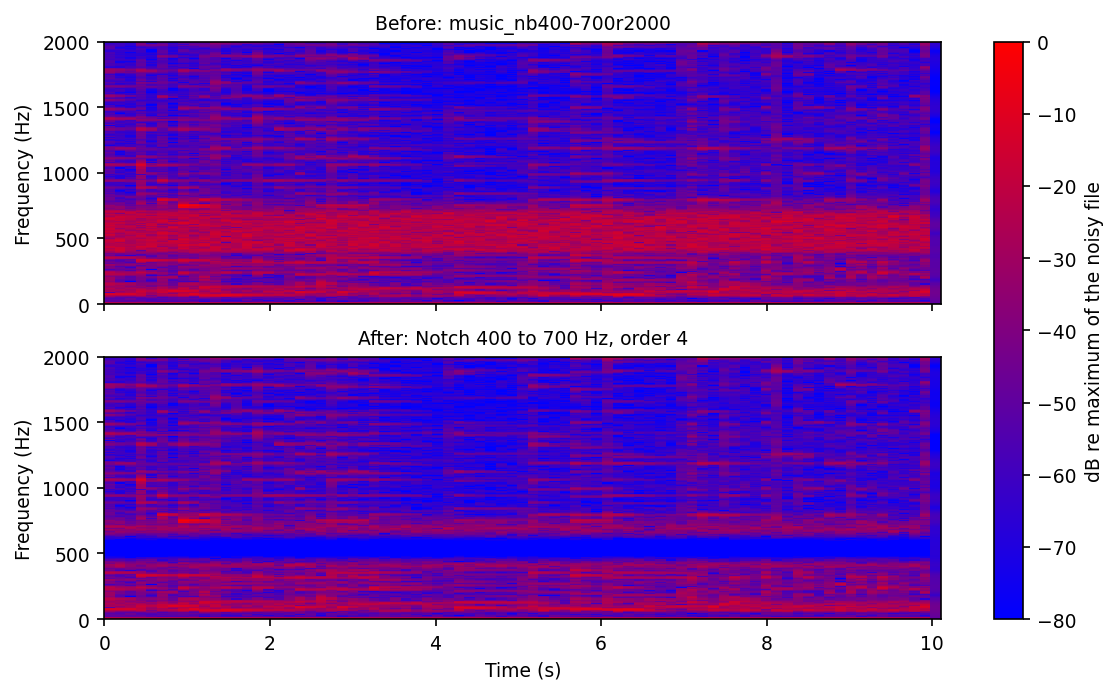 Before: music_nb400-700r2000
2000
1500
1000
500
0
Frequency (Hz)
After: Notch 400 to 700 Hz, order 4
2000
1500
1000
500
0
Frequency (Hz)
0 2 4 6 8 10
Time (s)
0
−10
−20
−30
−40
−50
−60
−70
−80
dB re maximum of the noisy file